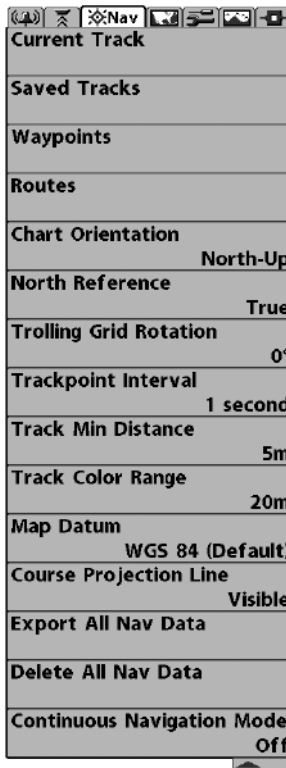 Nav
Current Track
Saved Tracks
Waypoints
Routes
Chart Orientation
North-Up
North Reference
True
Trolling Grid Rotation
0°
Trackpoint Interval
1 second
Track Min Distance
5m
Track Color Range
20m
Map Datum
WGS 84 (Default)
Course Projection Line
Visible
Export All Nav Data
Delete All Nav Data
Continuous Navigation Mode
Off